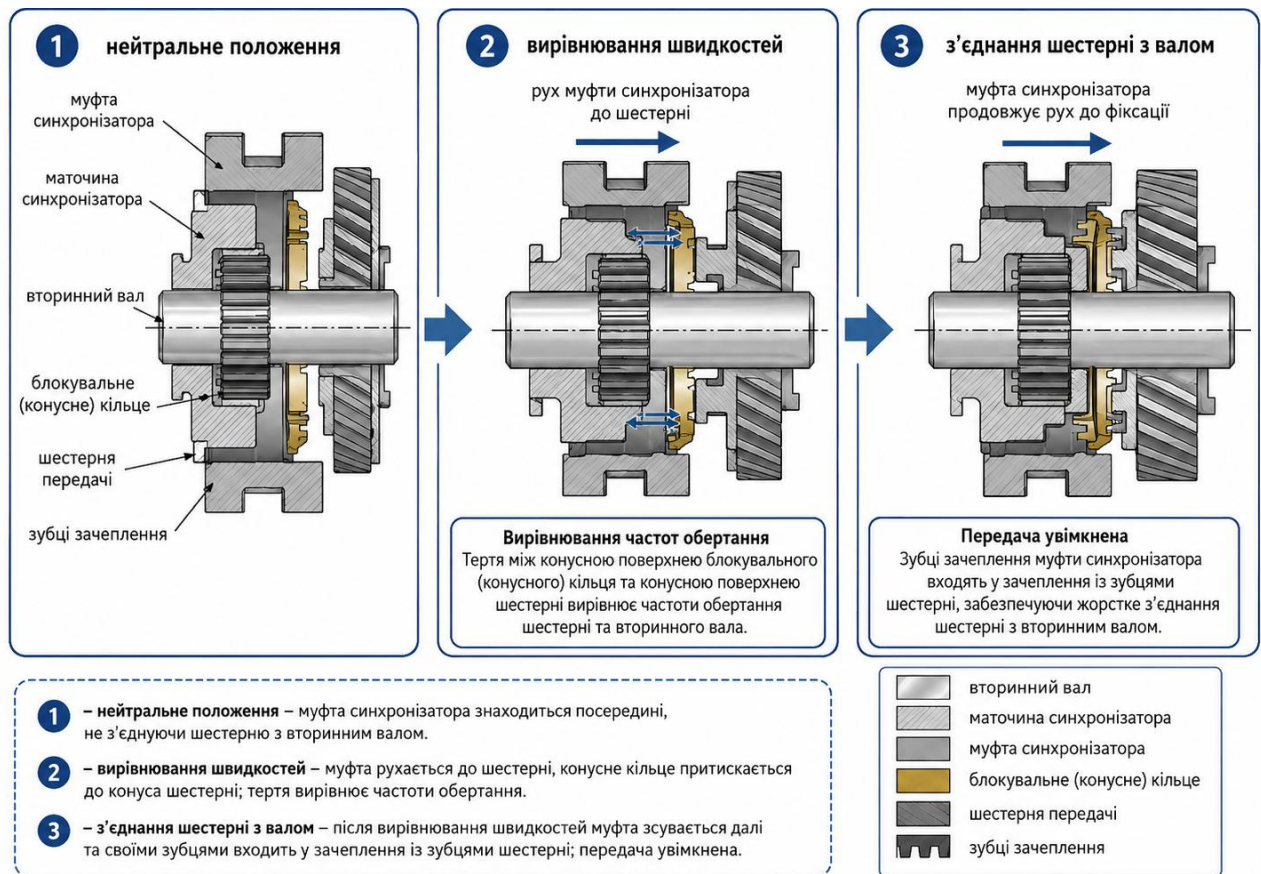 1 нейтральне положення
муфта
синхронізатора
маточина
синхронізатора
вторинний вал
блокувальне
(конусне) кільце
шестерня
передачі
зубці зачеплення
2 вирівнювання швидкостей
рух муфти синхронізатора
до шестерні
Вирівнювання частот обертання
Тертя між конусною поверхнею блокувального
(конусного) кільця та конусною поверхнею
шестерні вирівнює частоти обертання
шестерні та вторинного вала.
3 з’єднання шестерні з валом
муфта синхронізатора
продовжує рух до фіксації
Передача увімкнена
Зубці зачеплення муфти синхронізатора
входять у зачеплення із зубцями
шестерні, забезпечуючи жорстке з’єднання
шестерні з вторинним валом.
1 – нейтральне положення – муфта синхронізатора знаходиться посередині,
не з’єднуючи шестерню з вторинним валом.
2 – вирівнювання швидкостей – муфта рухається до шестерні, конусне кільце притискається
до конуса шестерні; тертя вирівнює частоти обертання.
3 – з’єднання шестерні з валом – після вирівнювання швидкостей муфта зсувається далі
та своїми зубцями входить у зачеплення із зубцями шестерні; передача увімкнена.
вторинний вал
маточина синхронізатора
муфта синхронізатора
блокувальне (конусне) кільце
шестерня передачі
зубці зачеплення